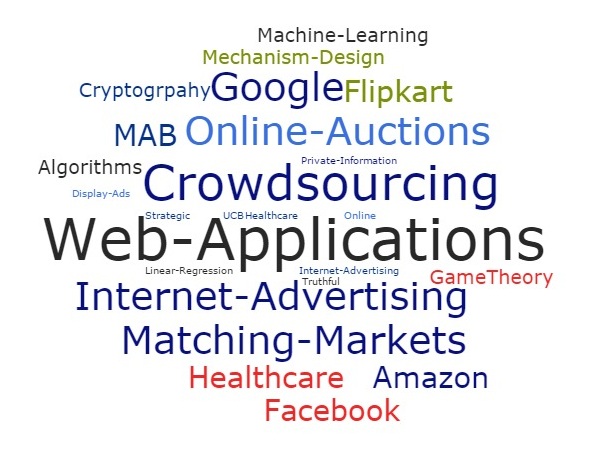 Machine-Learning
Mechanism-Design
Cryptogrpahy Google Flipkart
MAB Online-Auctions
Algorithms Private-Information
Display-Ads Crowdsourcing
Strategic UCB Healthcare Online
Web-Applications
Linear-Regression Internet-Advertising
Truthful GameTheory
Internet-Advertising
Matching-Markets
Healthcare Amazon
Facebook